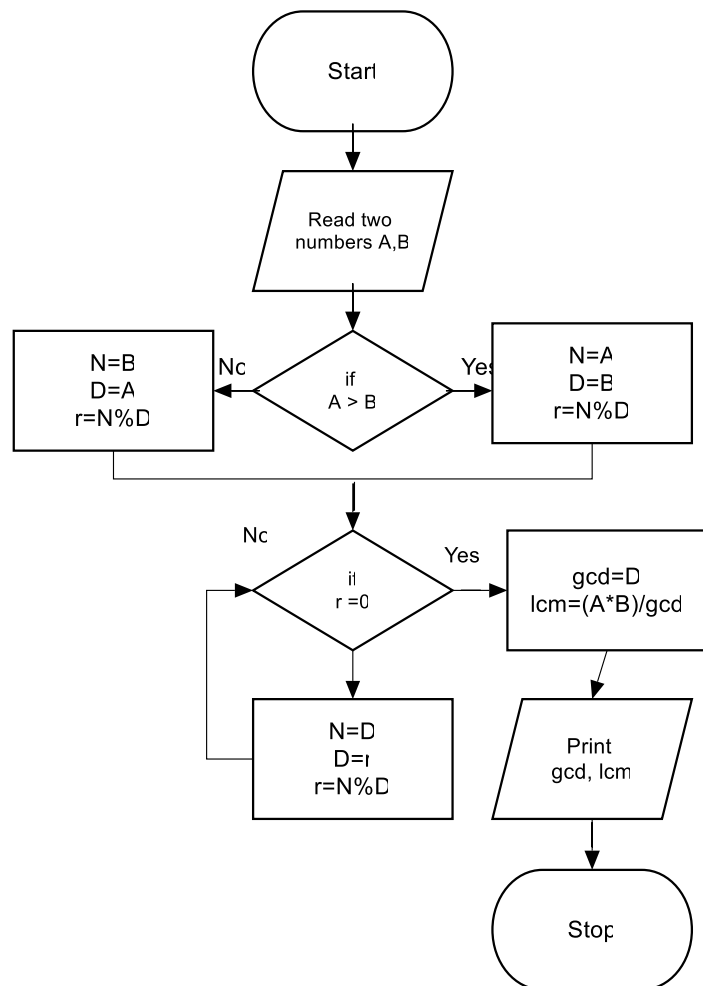 Start
Read two
numbers A,B
if
A > B
No
N=B
D=A
r=N%D
Yes
N=A
D=B
r=N%D
No
if
r =0
Yes
gcd=D
lcm=(A*B)/gcd
N=D
D=r
r=N%D
Print
gcd, lcm
Stop